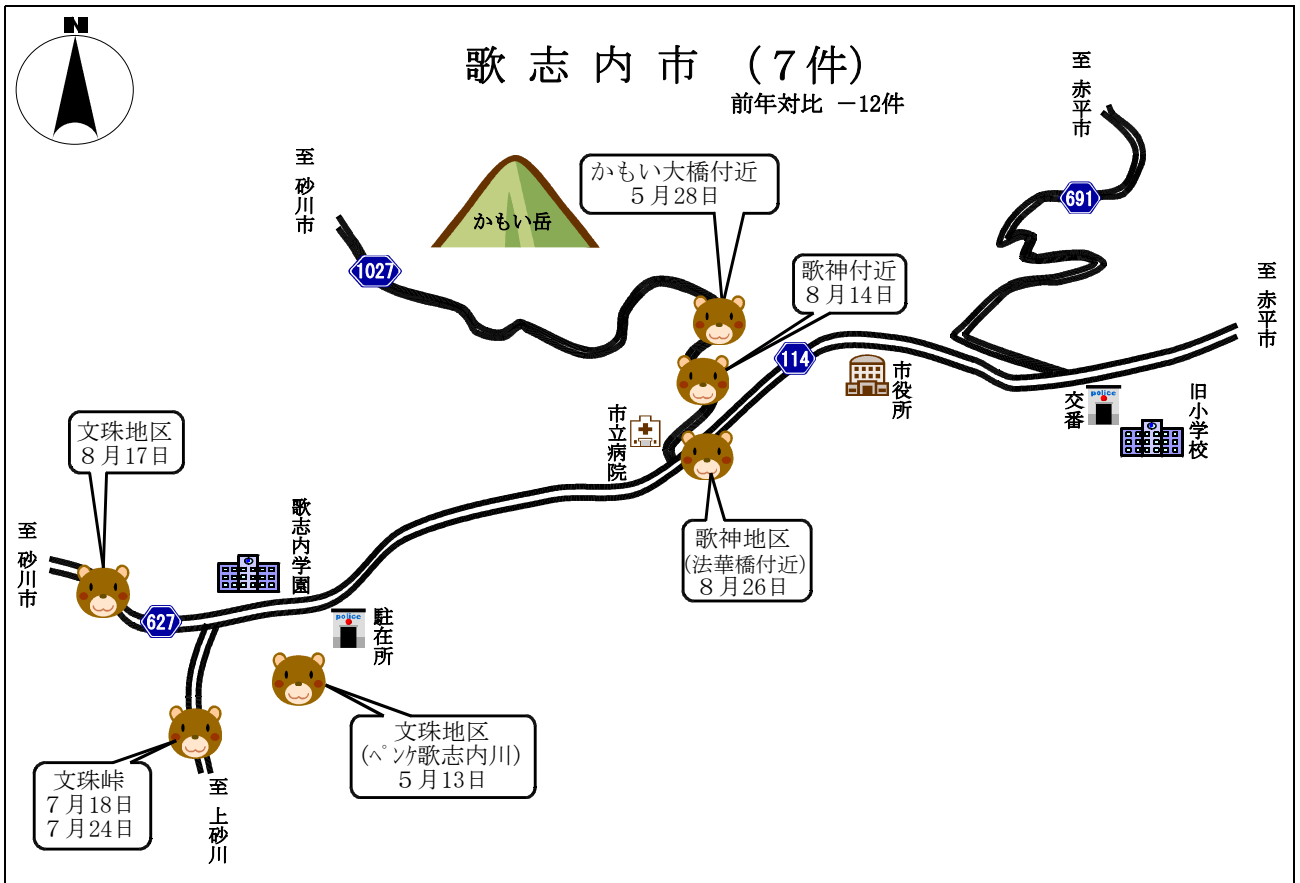 N
歌志内市 (7件)
前年対比 －12件
至 赤平市
至 砂川市
かもい岳
かもい大橋付近
５月28日
691
1027
歌神付近
８月14日
至 赤平市
114
市役所
police
交番
旧小学校
市立病院
文珠地区
８月17日
歌志内学園
歌神地区
(法華橋付近)
８月26日
至 砂川市
627
police
駐在所
文珠地区
(ﾍﾟﾝｹ歌志内川)
５月13日
文珠峠
７月18日
７月24日
至 上砂川